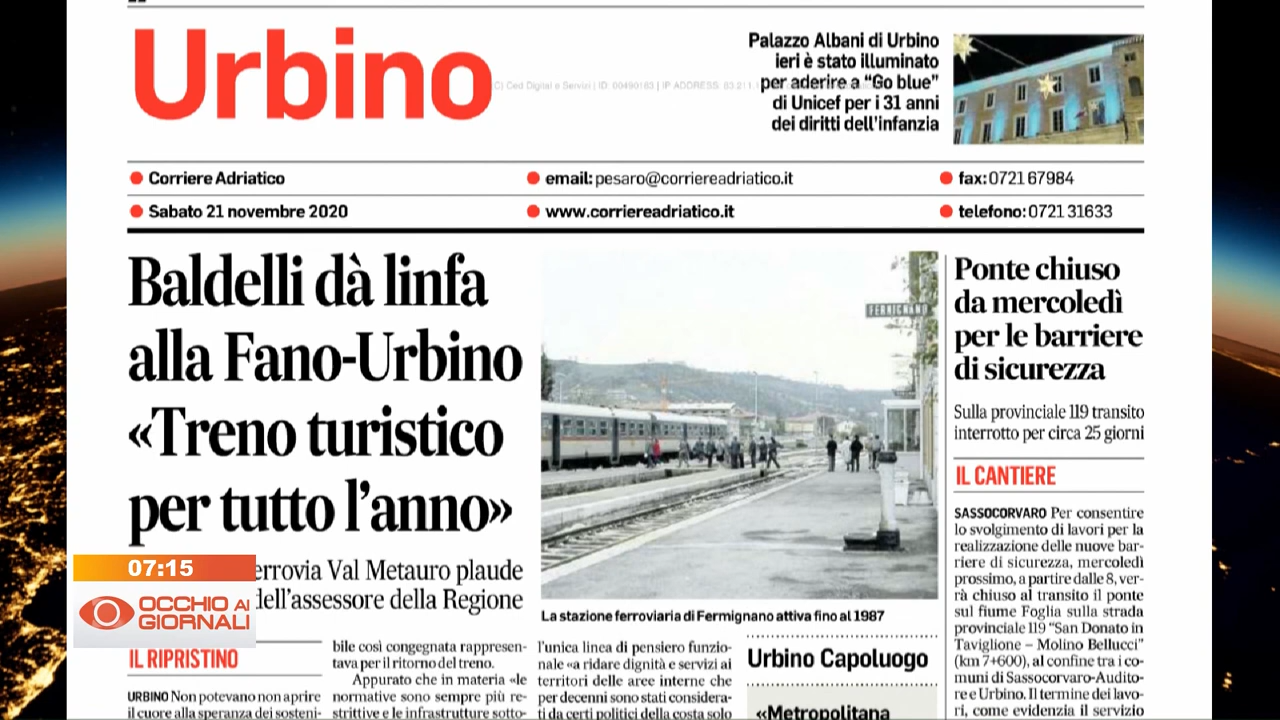 Urbino
Palazzo Albani di Urbino
ieri è stato illuminato
per aderire a “Go blue”
di Unicef per i 31 anni
dei diritti dell’infanzia
Corriere Adriatico
email: pesaro@corriereadriatico.it
fax: 0721 67984
Sabato 21 novembre 2020
www.corriereadriatico.it
telefono: 0721 31633
Baldelli dà linfa
alla Fano-Urbino
«Treno turistico
per tutto l’anno»
errovia Val Metauro plaude
dell’assessore della Regione
07:15
OCCHIO AI
GIORNALI
IL RIPRISTINO
URBINO Non potevano non aprire
il cuore alla speranza dei sosteni-
bile così congegnata rappresen-
tava per il ritorno del treno.
Appurato che in materia «le
normative sono sempre più re-
strittive e le infrastrutture sotto-
FERMIGNANO
La stazione ferroviaria di Fermignano attiva fino al 1987
l’unica linea di pensiero funzio-
nale «a ridare dignità e servizi ai
territori delle aree interne che
per decenni sono stati considera-
ti da certi politici della costa solo
Urbino Capoluogo
«Metropolitana
Ponte chiuso
da mercoledì
per le barriere
di sicurezza
Sulla provinciale 119 transito
interrotto per circa 25 giorni
IL CANTIERE
SASSOCORVARO Per consentire
lo svolgimento di lavori per la
realizzazione delle nuove bar-
riere di sicurezza, mercoledì
prossimo, a partire dalle 8, ver-
rà chiuso al transito il ponte
sul fiume Foglia sulla strada
provinciale 119 “San Donato in
Taviglione – Molino Bellucci”
(km 7+600), al confine tra i co-
muni di Sassocorvaro-Audito-
re e Urbino. Il termine dei lavo-
ri, come evidenzia il servizio